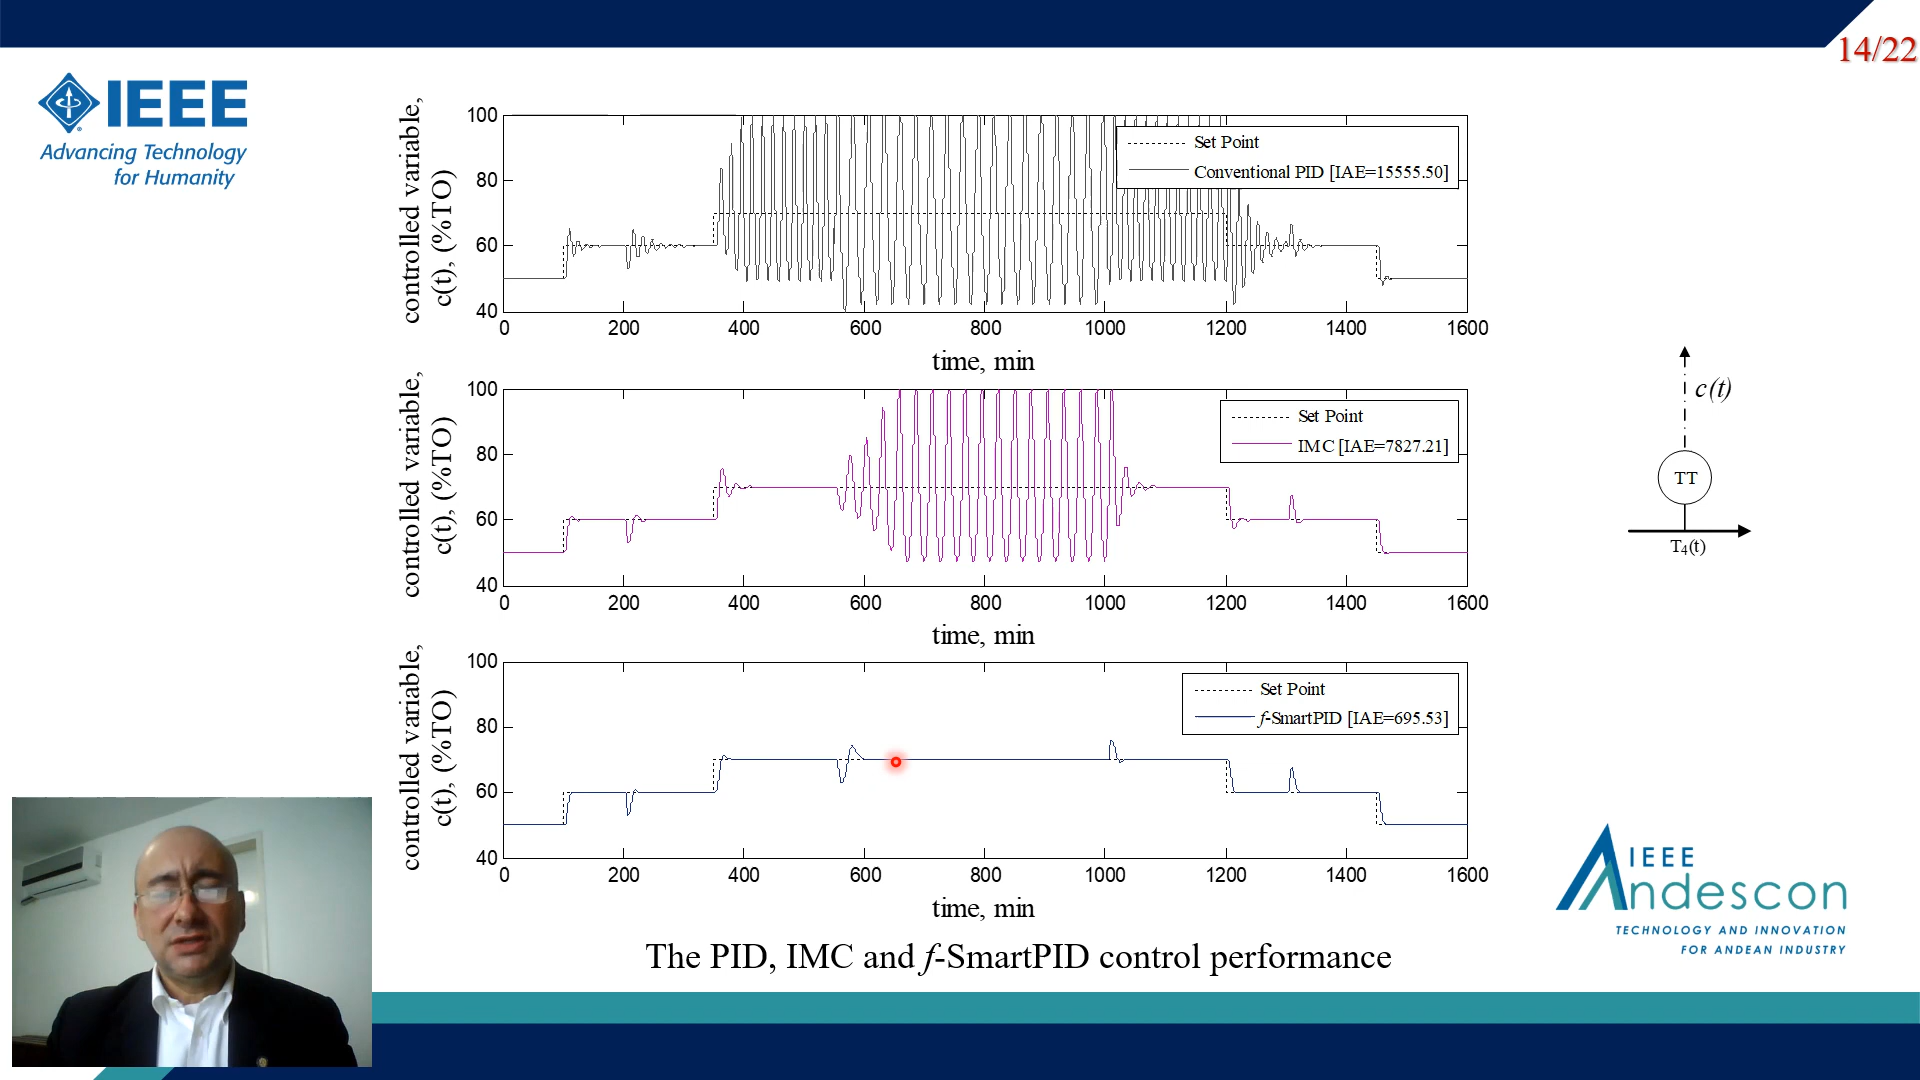 14/22
IEEE
Advancing Technology
for Humanity
controlled variable,
c(t), (%TO)
100
80
60
40
Set Point
Conventional PID [IAE=15555.50]
0 200 400 600 800 1000 1200 1400 1600
time, min
controlled variable,
c(t), (%TO)
100
80
60
40
Set Point
IMC [IAE=7827.21]
0 200 400 600 800 1000 1200 1400 1600
time, min
c(t)
TT
T4(t)
controlled variable,
c(t), (%TO)
100
80
60
40
Set Point
f-SmartPID [IAE=695.53]
0 200 400 600 800 1000 1200 1400 1600
time, min
The PID, IMC and f-SmartPID control performance
IEEE
Andescon
TECHNOLOGY AND INNOVATION
FOR ANDEAN INDUSTRY